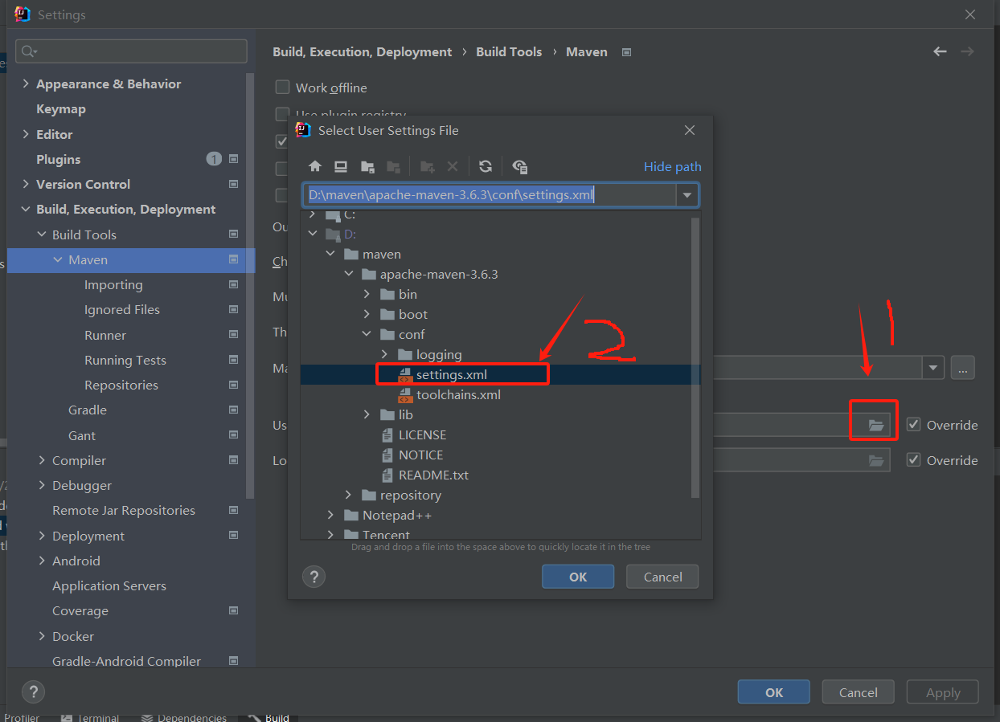 Settings
Build, Execution, Deployment › Build Tools › Maven
Appearance & Behavior
Keymap
Editor
Plugins 1
Version Control
Build, Execution, Deployment
Build Tools
Maven
Importing
Ignored Files
Runner
Running Tests
Repositories
Gradle
Gant
Compiler
Debugger
Remote Jar Repositories
Deployment
Android
Application Servers
Coverage
Docker
Gradle-Android Compiler
Work offline
Use plugin registry
Select User Settings File
Hide path
D:\maven\apache-maven-3.6.3\conf\settings.xml
C:
D:
maven
apache-maven-3.6.3
bin
boot
conf
logging
settings.xml
toolchains.xml
lib
LICENSE
NOTICE
README.txt
repository
Notepad++
Tencent
Drag and drop a file into the space above to quickly locate it in the tree
? OK Cancel
Ou
Ch
Mu
Th
Ma
...
Us
Override
Lo
Override
2
1
? OK Cancel Apply
Profiler Terminal Dependencies Build